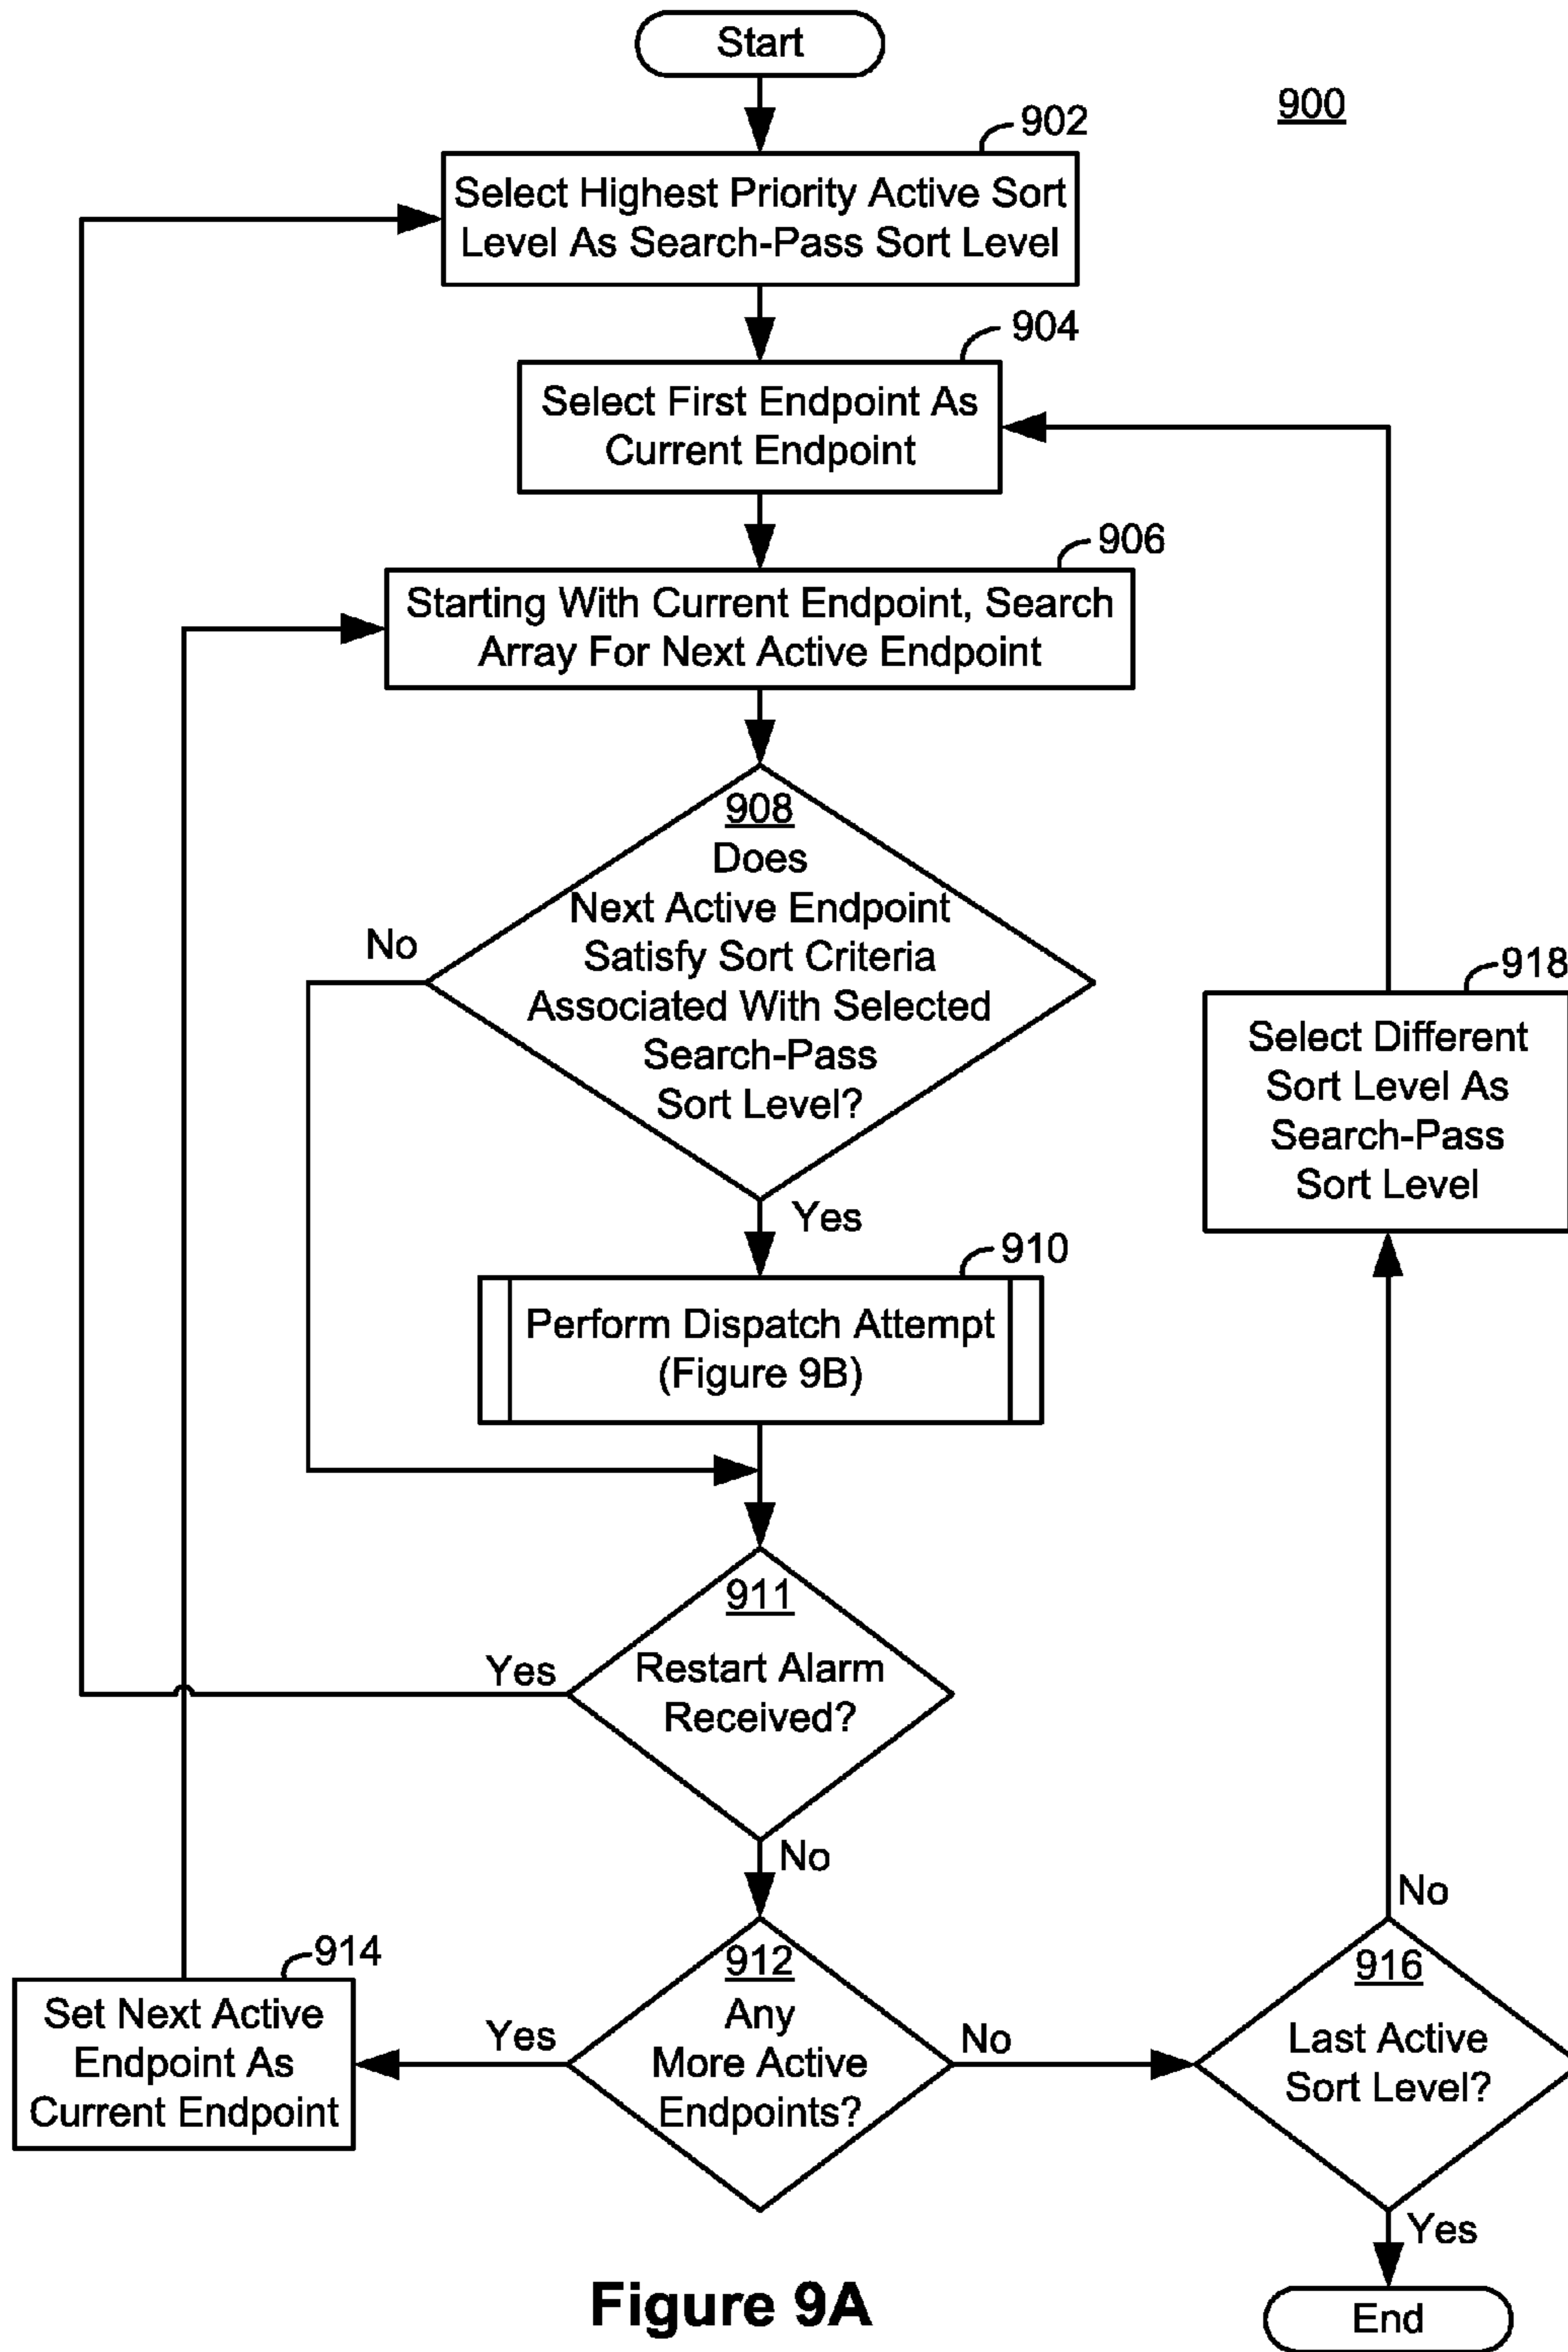 Start
900
902
Select Highest Priority Active Sort
Level As Search-Pass Sort Level
904
Select First Endpoint As
Current Endpoint
906
Starting With Current Endpoint, Search
Array For Next Active Endpoint
908
Does
Next Active Endpoint
Satisfy Sort Criteria
Associated With Selected
Search-Pass
Sort Level?
No
Yes
918
Select Different
Sort Level As
Search-Pass
Sort Level
910
Perform Dispatch Attempt
(Figure 9B)
911
Restart Alarm
Received?
Yes
No
912
Any
More Active
Endpoints?
Yes
No
914
Set Next Active
Endpoint As
Current Endpoint
916
Last Active
Sort Level?
No
Yes
End
Figure 9A